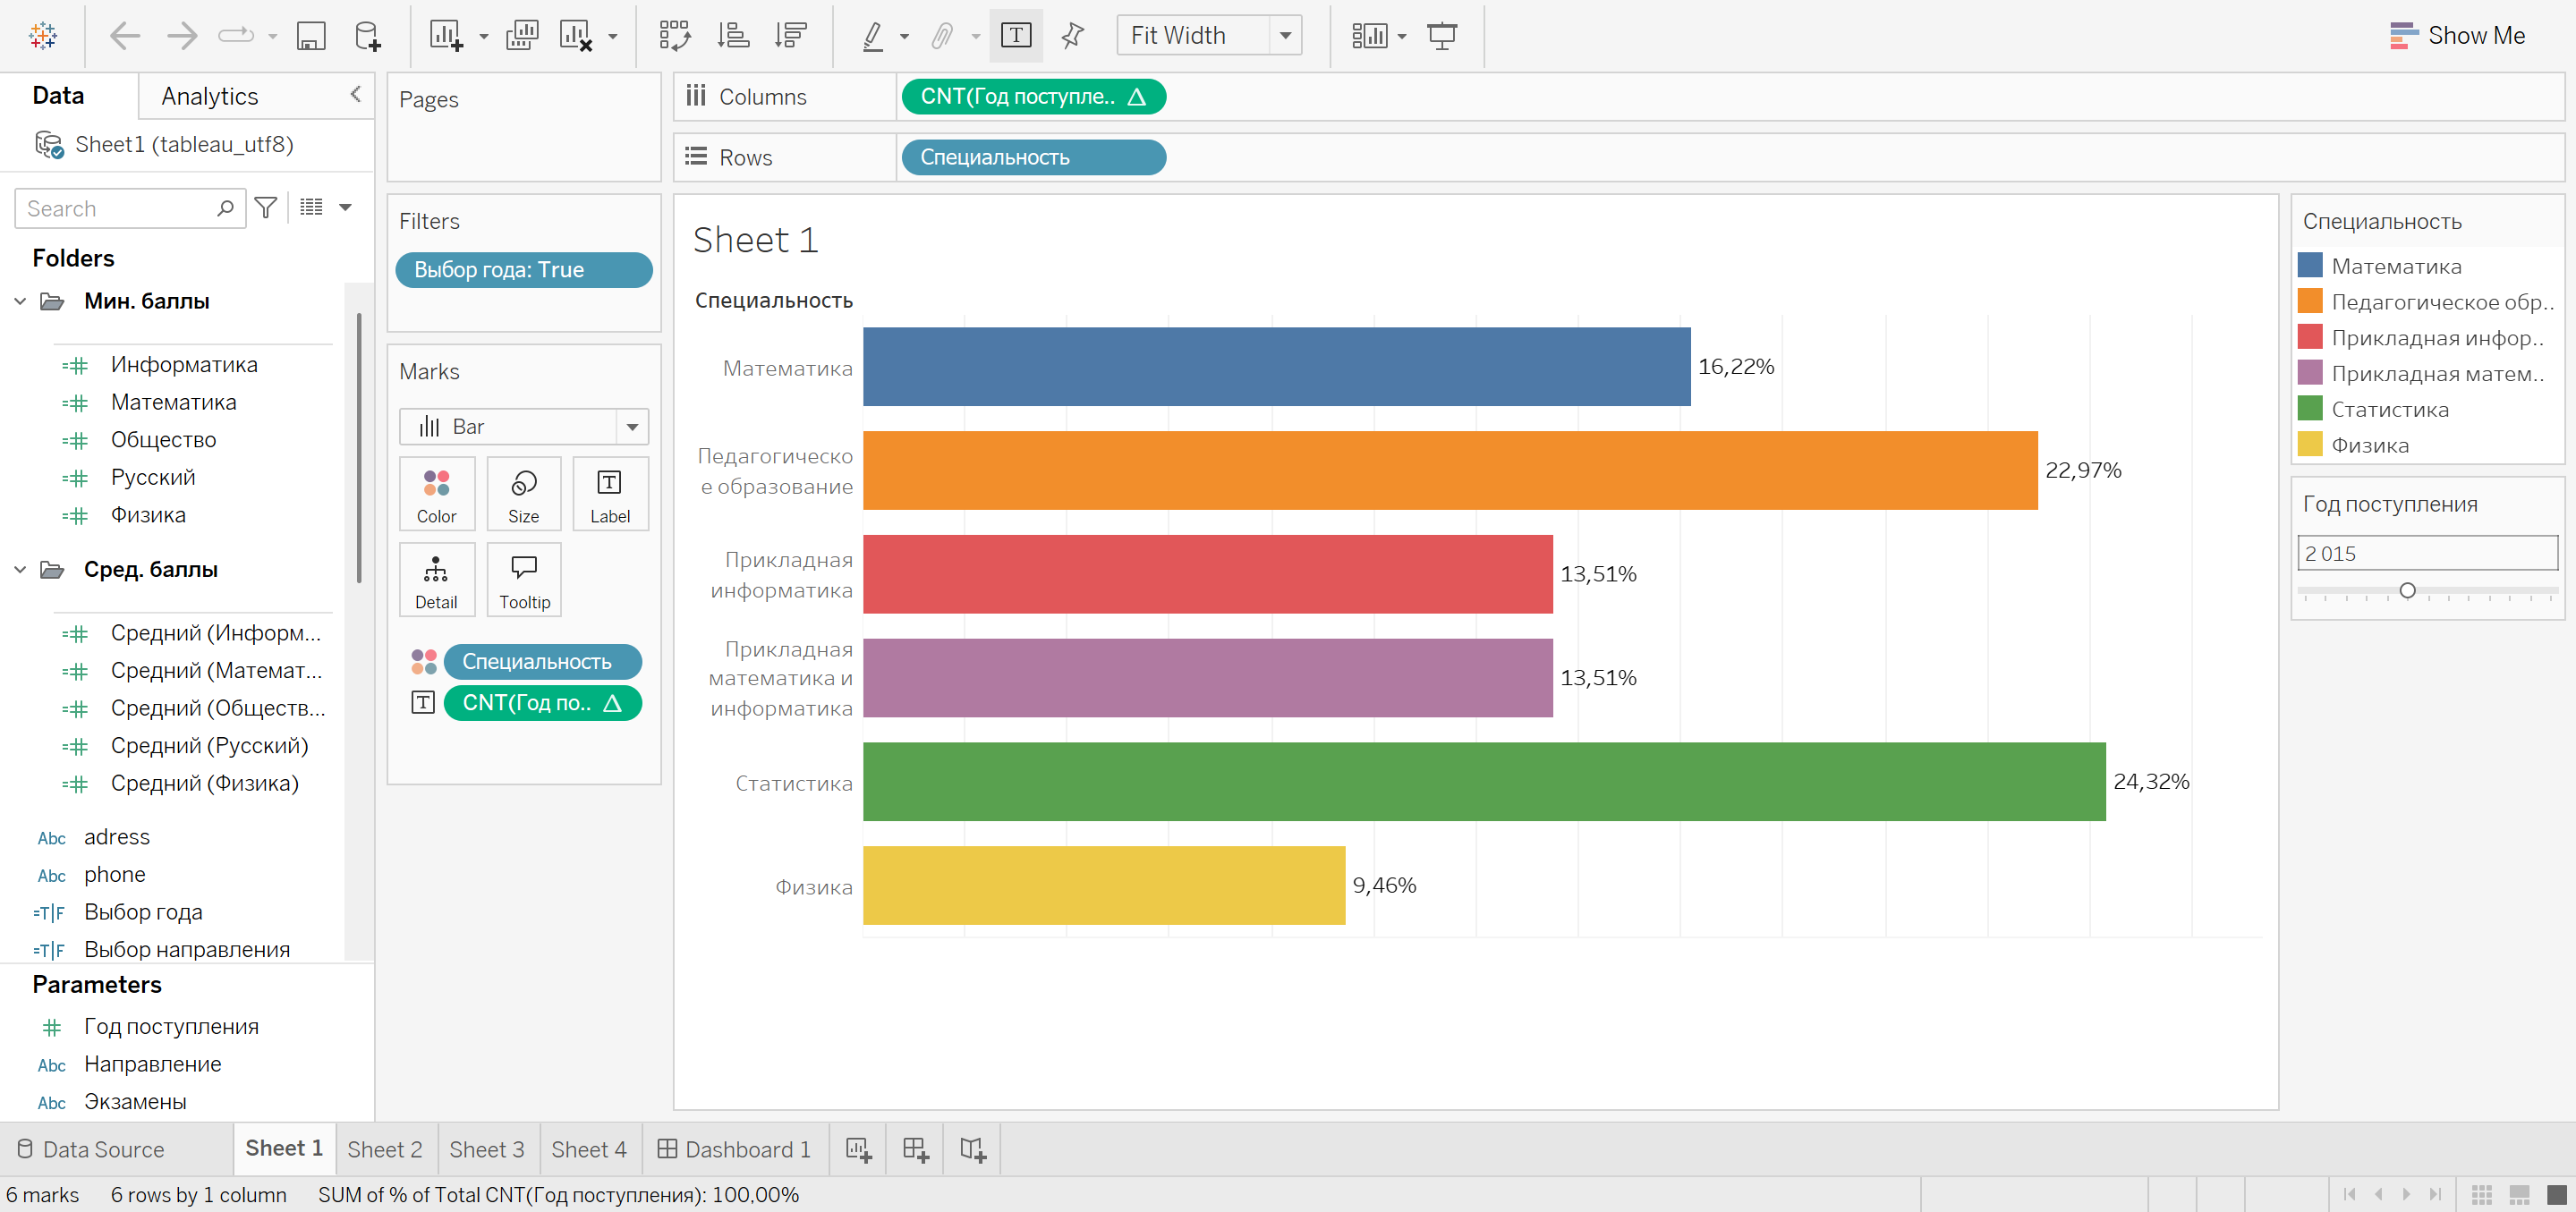 Fit Width
Show Me
Data
Analytics
Sheet1 (tableau_utf8)
Search
Folders
Мин. баллы
Информатика
Математика
Общество
Русский
Физика
Сред. баллы
Средний (Информ...
Средний (Математ...
Средний (Обществ...
Средний (Русский)
Средний (Физика)
Abc adress
Abc phone
=T|F Выбор года
=T|F Выбор направления
Parameters
Год поступления
Abc Направление
Abc Экзамены
Pages
Filters
Выбор года: True
Marks
Bar
Color
Size
Label
Detail
Tooltip
Специальность
CNT(Год по.. Δ
Columns
CNT(Год поступле.. Δ
Rows
Специальность
Sheet 1
Специальность
Математика
16,22%
Педагогическо
е образование
22,97%
Прикладная
информатика
13,51%
Прикладная
математика и
информатика
13,51%
Статистика
24,32%
Физика
9,46%
Специальность
Математика
Педагогическое обр..
Прикладная инфор..
Прикладная матем..
Статистика
Физика
Год поступления
2 015
Data Source
Sheet 1
Sheet 2
Sheet 3
Sheet 4
Dashboard 1
6 marks
6 rows by 1 column
SUM of % of Total CNT(Год поступления): 100,00%